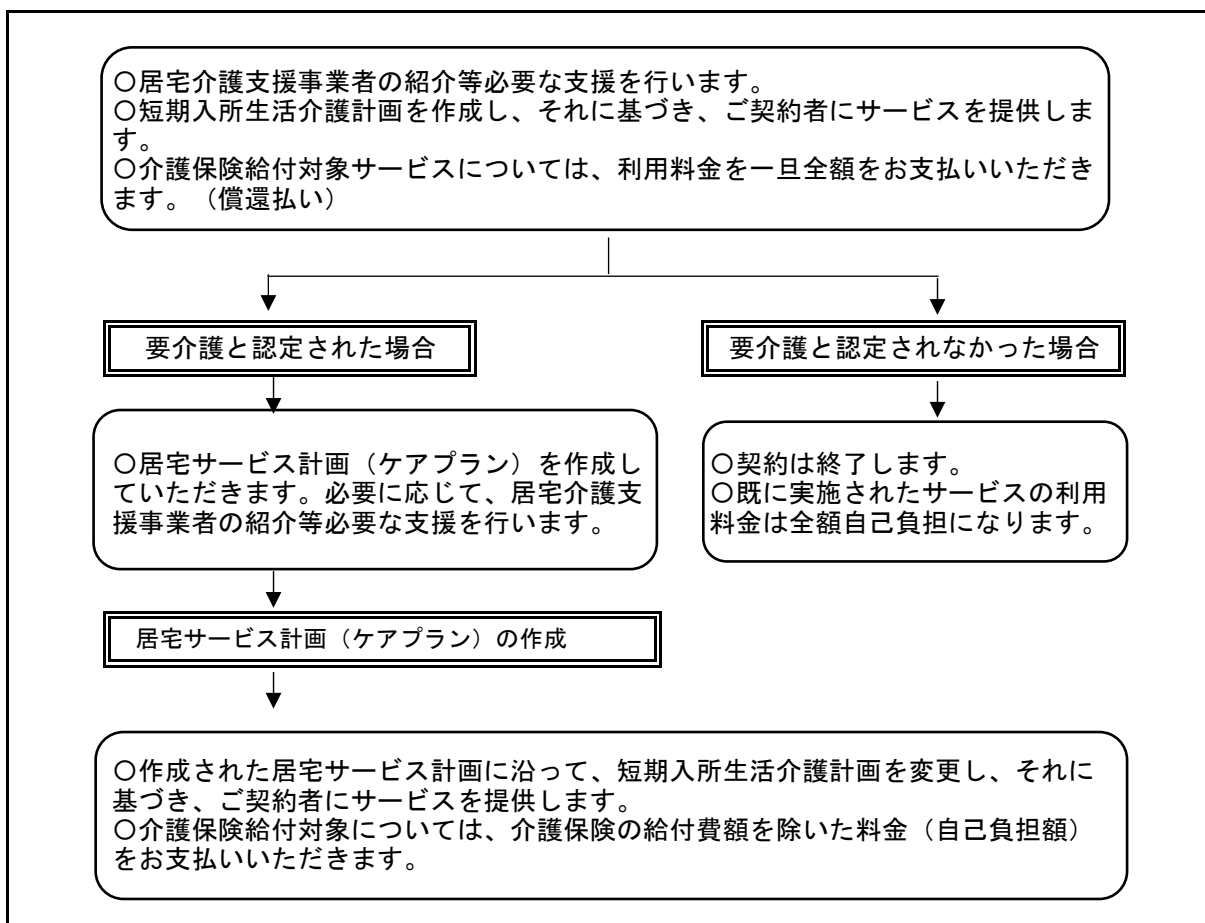 〇居宅介護支援事業者の紹介等必要な支援を行います。
〇短期入所生活介護計画を作成し、それに基づき、ご契約者にサービスを提供しま
す。
〇介護保険給付対象サービスについては、利用料金を一旦全額をお支払いいただき
ます。（償還払い）
要介護と認定された場合
要介護と認定されなかった場合
〇居宅サービス計画（ケアプラン）を作成し
ていただきます。必要に応じて、居宅介護支
援事業者の紹介等必要な支援を行います。
〇契約は終了します。
〇既に実施されたサービスの利用
料金は全額自己負担になります。
居宅サービス計画（ケアプラン）の作成
〇作成された居宅サービス計画に沿って、短期入所生活介護計画を変更し、それに
基づき、ご契約者にサービスを提供します。
〇介護保険給付対象については、介護保険の給付費額を除いた料金（自己負担額）
をお支払いいただきます。